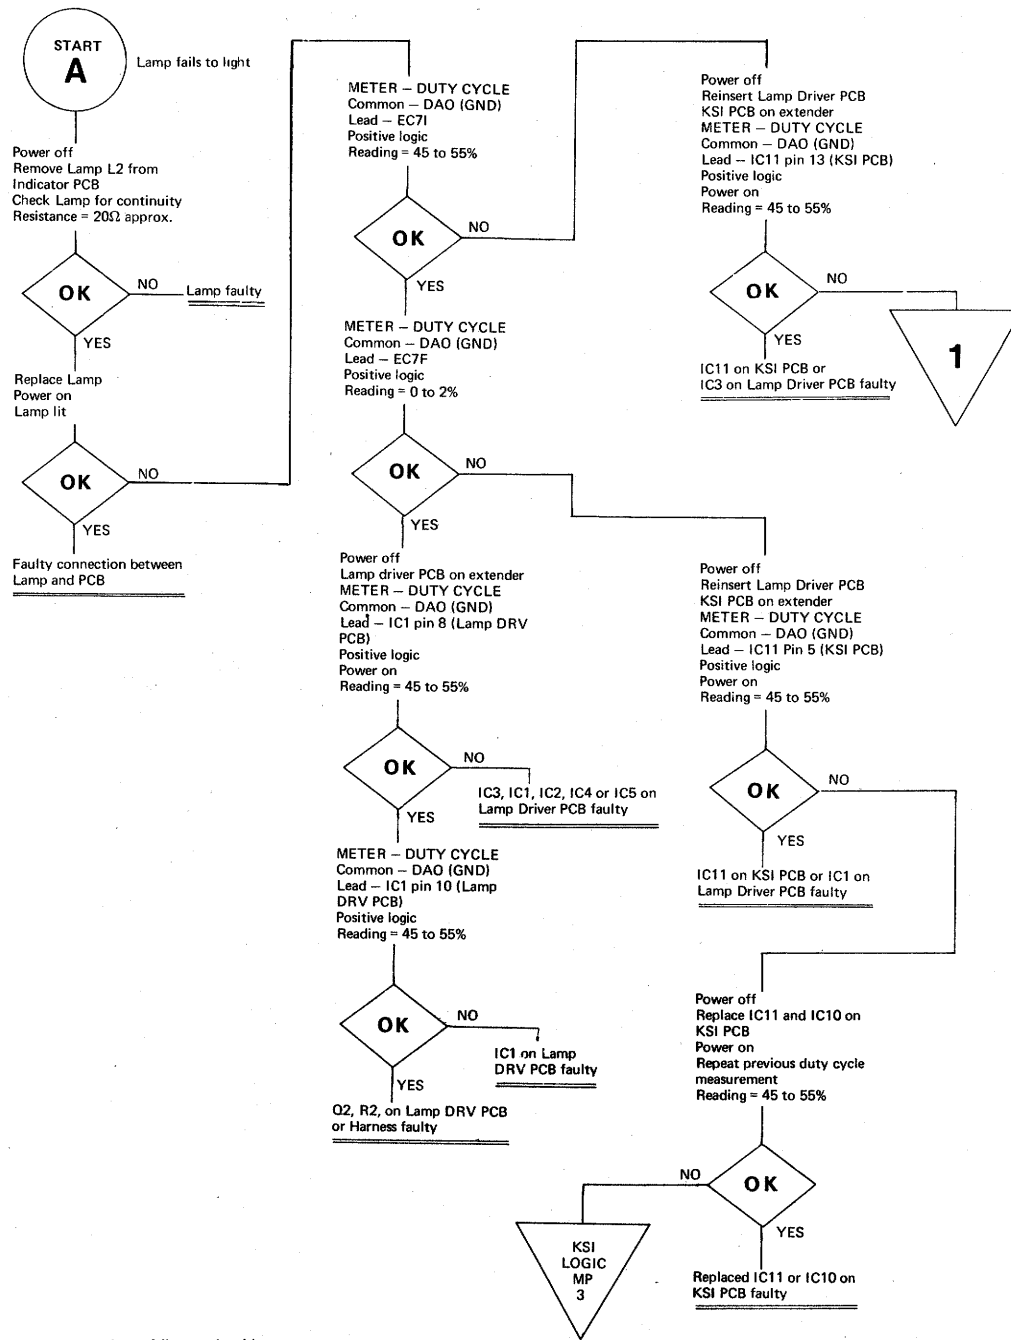 START
A
Lamp fails to light
Power off
Remove Lamp L2 from
Indicator PCB
Check Lamp for continuity
Resistance = 20Ω approx.
OK
NO
Lamp faulty
YES
Replace Lamp
Power on
Lamp lit
OK
NO
YES
Faulty connection between
Lamp and PCB
METER – DUTY CYCLE
Common – DAO (GND)
Lead – EC7I
Positive logic
Reading = 45 to 55%
OK
NO
YES
METER – DUTY CYCLE
Common – DAO (GND)
Lead – EC7F
Positive logic
Reading = 0 to 2%
OK
NO
YES
Power off
Lamp driver PCB on extender
METER – DUTY CYCLE
Common – DAO (GND)
Lead – IC1 pin 8 (Lamp DRV
PCB)
Positive logic
Power on
Reading = 45 to 55%
OK
NO
IC3, IC1, IC2, IC4 or IC5 on
Lamp Driver PCB faulty
YES
METER – DUTY CYCLE
Common – DAO (GND)
Lead – IC1 pin 10 (Lamp
DRV PCB)
Positive logic
Reading = 45 to 55%
OK
NO
IC1 on Lamp
DRV PCB faulty
YES
Q2, R2, on Lamp DRV PCB
or Harness faulty
Power off
Reinsert Lamp Driver PCB
KSI PCB on extender
METER – DUTY CYCLE
Common – DAO (GND)
Lead – IC11 pin 13 (KSI PCB)
Positive logic
Power on
Reading = 45 to 55%
OK
NO
1
YES
IC11 on KSI PCB or
IC3 on Lamp Driver PCB faulty
Power off
Reinsert Lamp Driver PCB
KSI PCB on extender
METER – DUTY CYCLE
Common – DAO (GND)
Lead – IC11 Pin 5 (KSI PCB)
Positive logic
Power on
Reading = 45 to 55%
OK
NO
YES
IC11 on KSI PCB or IC1 on
Lamp Driver PCB faulty
Power off
Replace IC11 and IC10 on
KSI PCB
Power on
Repeat previous duty cycle
measurement
Reading = 45 to 55%
OK
NO
KSI
LOGIC
MP
3
YES
Replaced IC11 or IC10 on
KSI PCB faulty